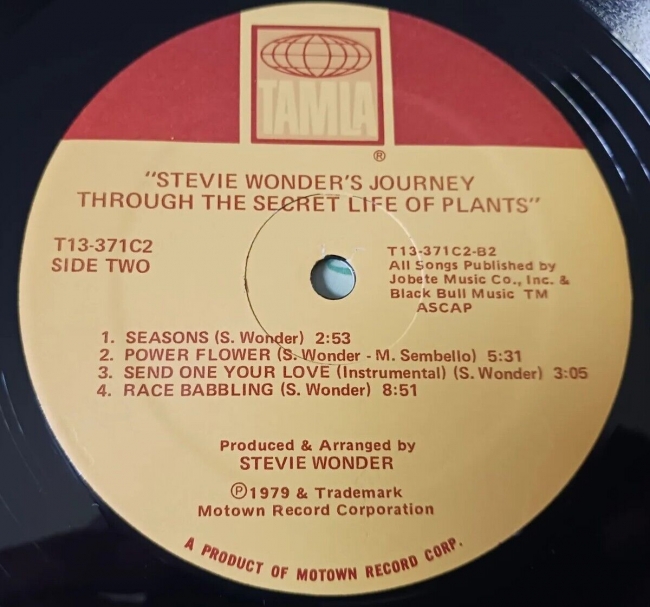 TAMLA
®
"STEVIE WONDER'S JOURNEY
THROUGH THE SECRET LIFE OF PLANTS"
T13-371C2
SIDE TWO
T13-371C2-B2
All Songs Published by
Jobete Music Co., Inc. &
Black Bull Music TM
ASCAP
1. SEASONS (S. Wonder) 2:53
2. POWER FLOWER (S. Wonder - M. Sembello) 5:31
3. SEND ONE YOUR LOVE (Instrumental) (S. Wonder) 3:05
4. RACE BABBLING (S. Wonder) 8:51
Produced & Arranged by
STEVIE WONDER
℗1979 & Trademark
Motown Record Corporation
A PRODUCT OF MOTOWN RECORD CORP.